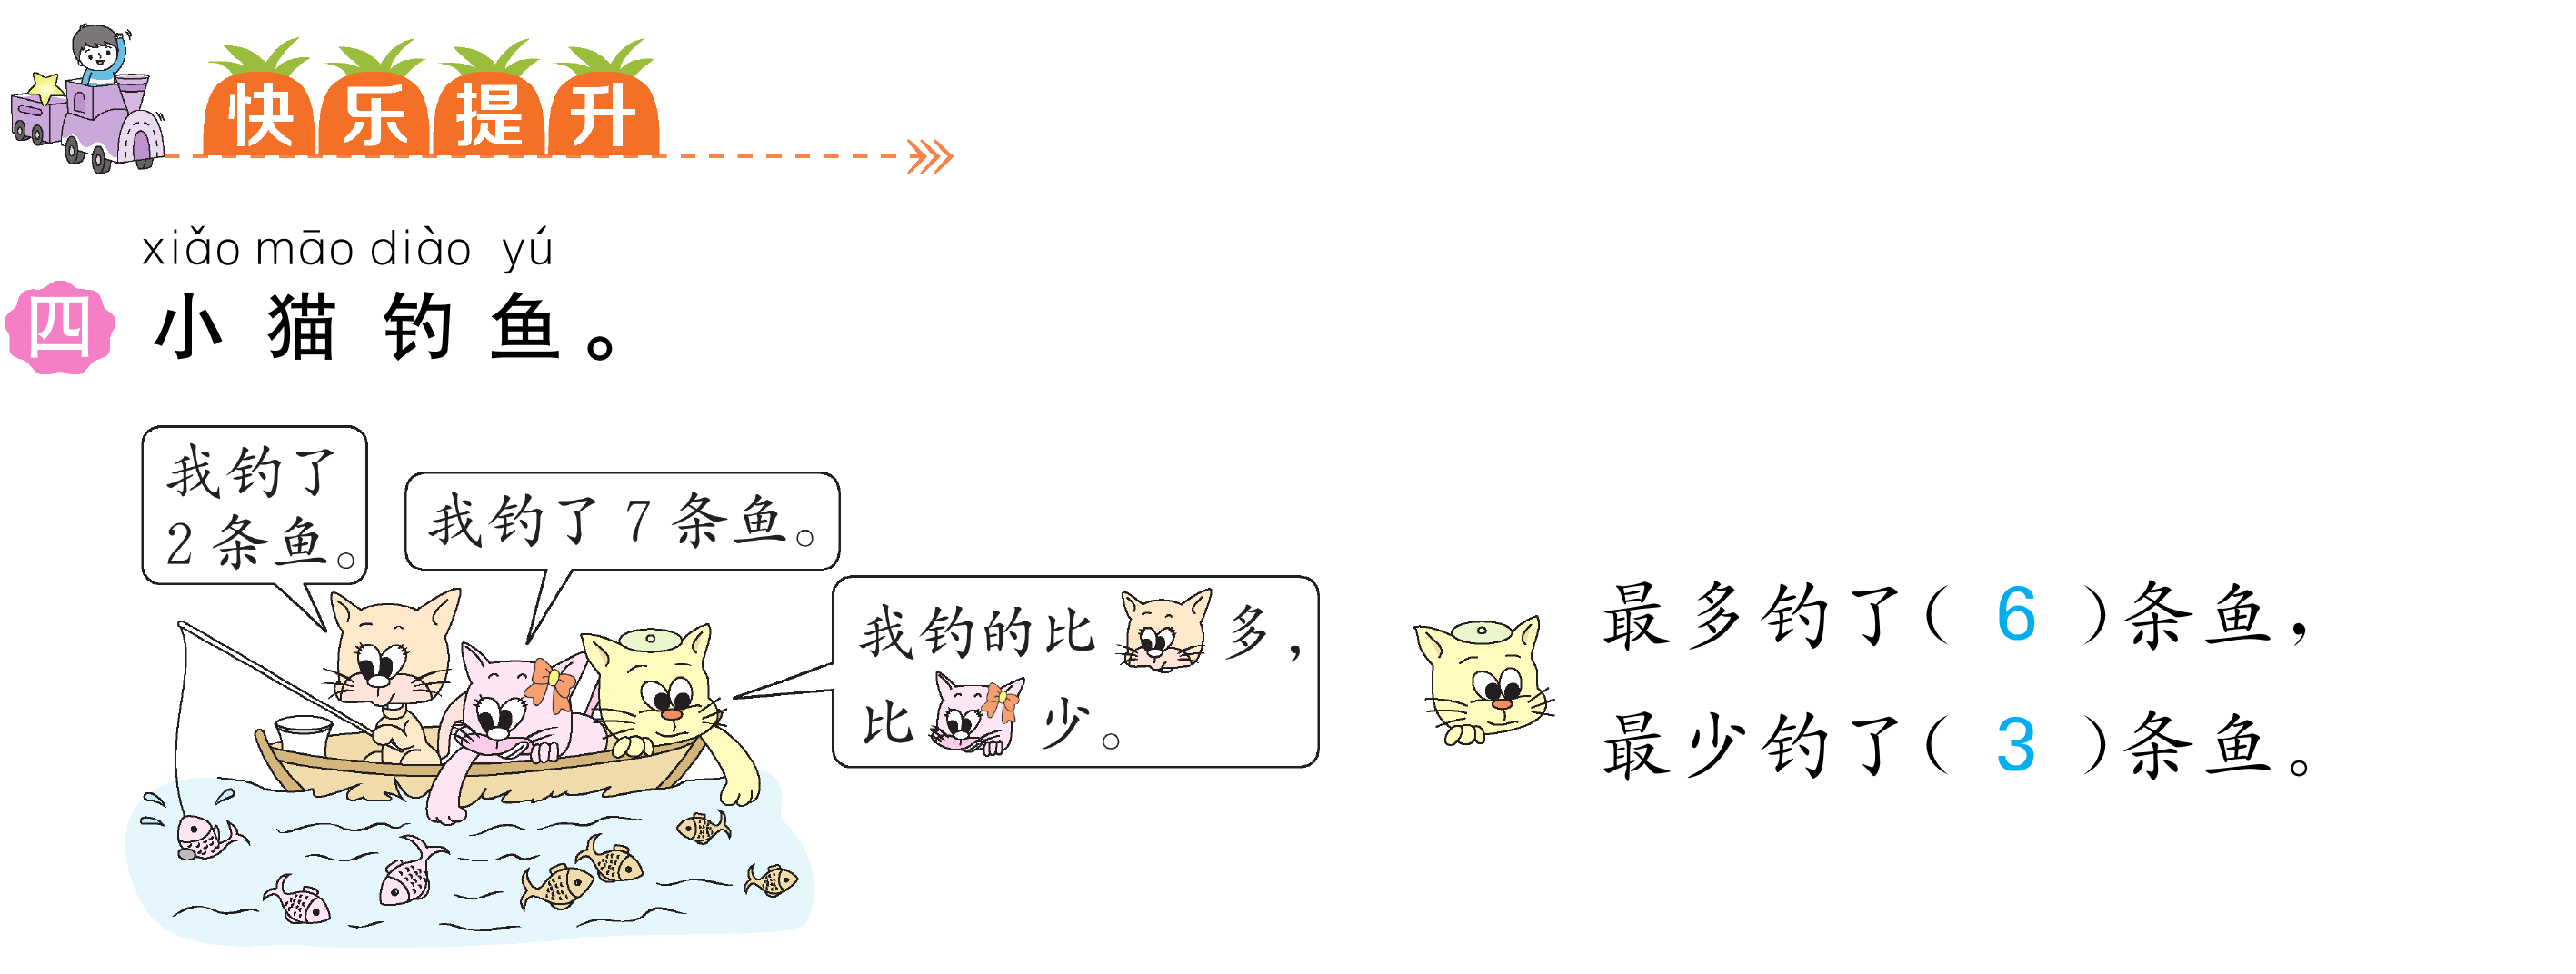 快乐提升
xiǎo māo diào yú
四 小猫钓鱼。
我钓了
2条鱼。
我钓了7条鱼。
我钓的比多，
比少。
最多钓了（6）条鱼，
最少钓了（3）条鱼。